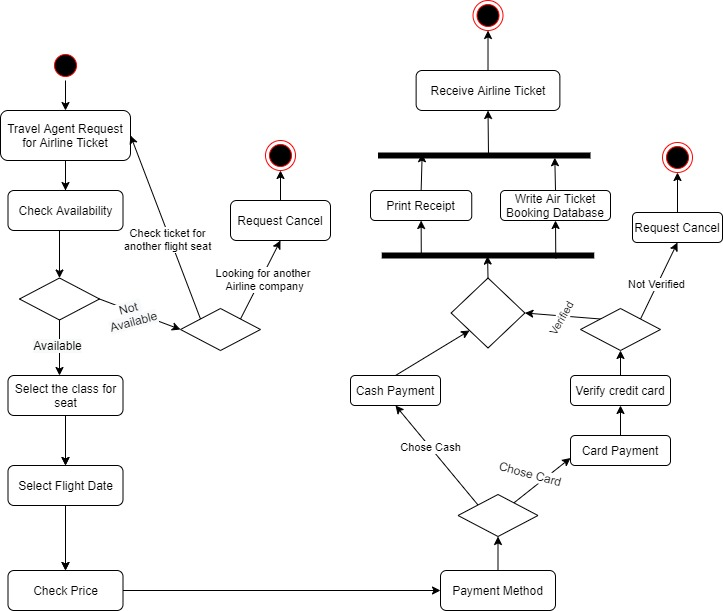 Travel Agent Request
for Airline Ticket
Check Availability
Not
Available
Check ticket for
another flight seat
Looking for another
Airline company
Request Cancel
Available
Select the class for
seat
Select Flight Date
Check Price
Payment Method
Chose Cash
Chose Card
Cash Payment
Card Payment
Verify credit card
Verified
Not Verified
Request Cancel
Print Receipt
Write Air Ticket
Booking Database
Receive Airline Ticket